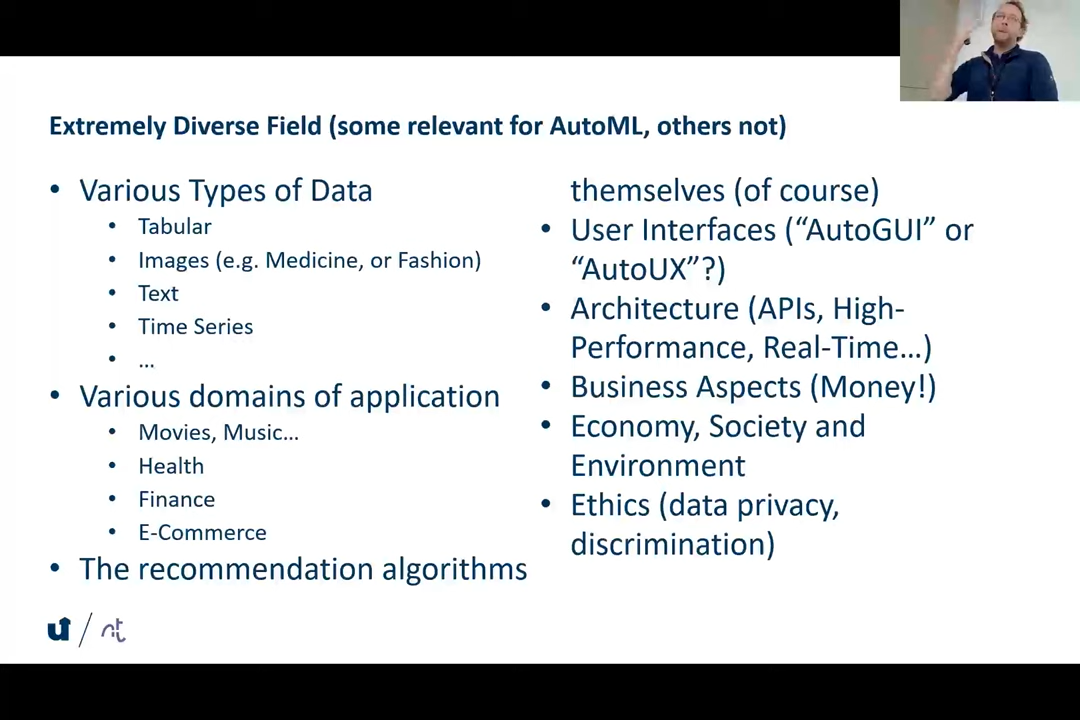 Extremely Diverse Field (some relevant for AutoML, others not)
• Various Types of Data
• Tabular
• Images (e.g. Medicine, or Fashion)
• Text
• Time Series
• ...
• Various domains of application
• Movies, Music...
• Health
• Finance
• E-Commerce
• The recommendation algorithms
themselves (of course)
• User Interfaces (“AutoGUI” or
“AutoUX”?)
• Architecture (APIs, High-
Performance, Real-Time...)
• Business Aspects (Money!)
• Economy, Society and
Environment
• Ethics (data privacy,
discrimination)